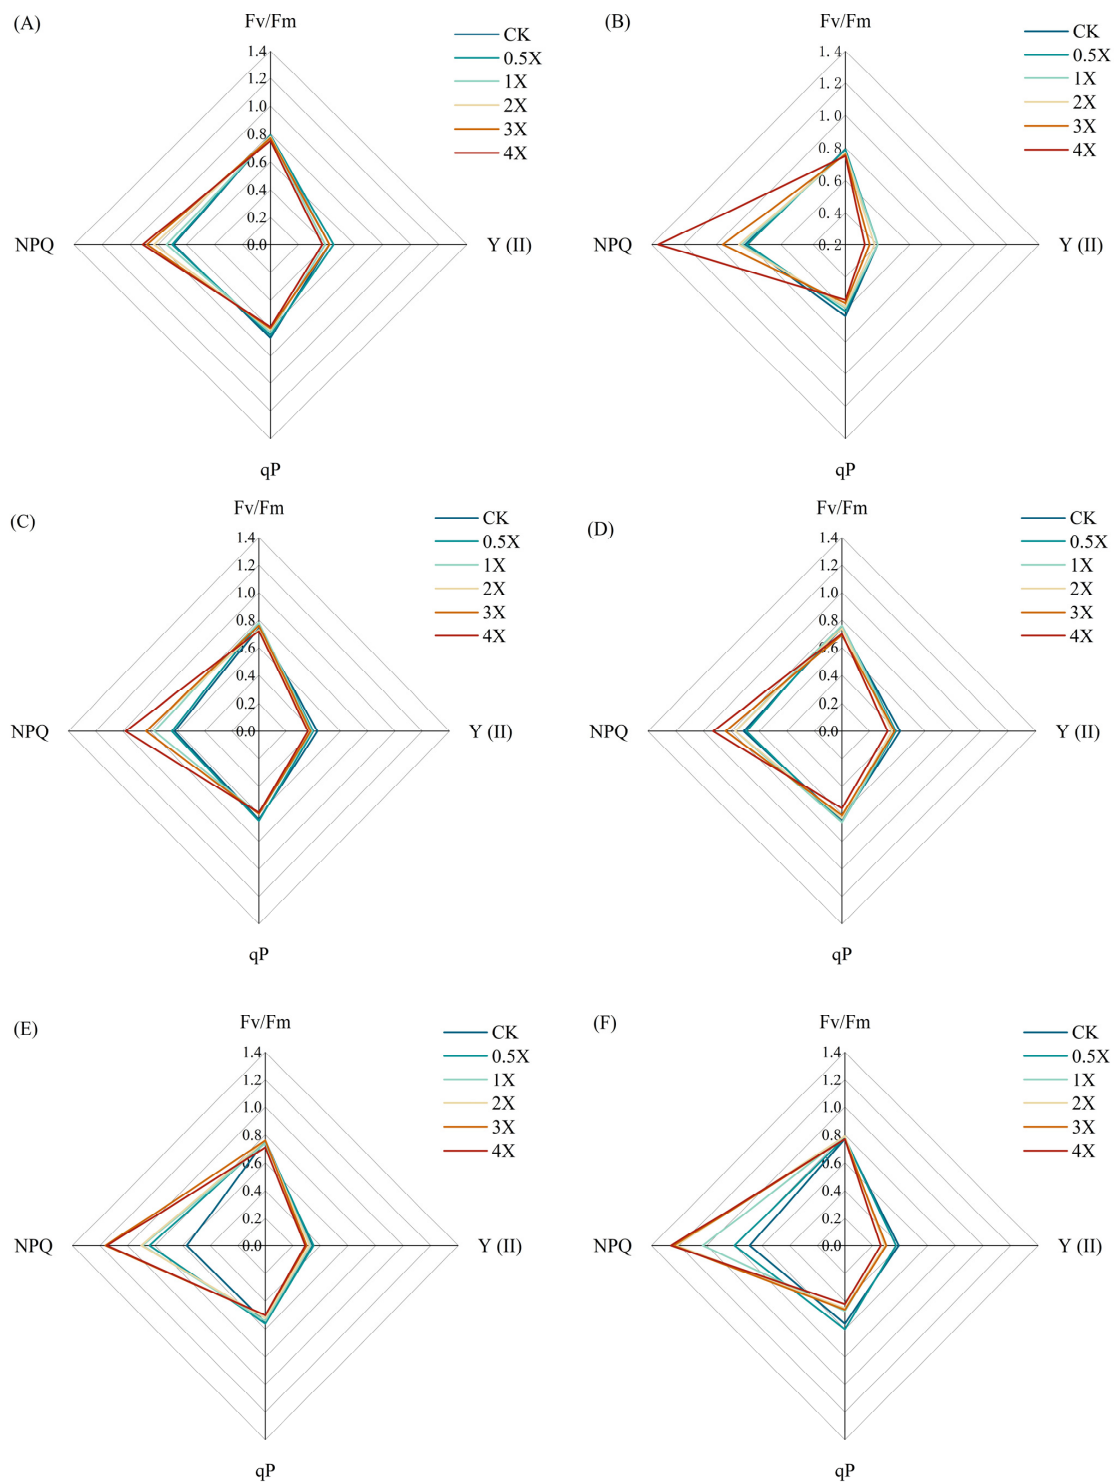 (A)
Fv/Fm
1.4
1.2
1.0
0.8
0.6
0.4
0.2
0.0
NPQ
Y (II)
qP
CK
0.5X
1X
2X
3X
4X
(B)
Fv/Fm
1. 4
1. 2
1. 0
0. 8
0. 6
0. 4
0. 2
NPQ
Y (II)
qP
CK
0.5X
1X
2X
3X
4X
(C)
Fv/Fm
1.4
1.2
1.0
0.8
0.6
0.4
0.2
0.0
NPQ
Y (II)
qP
CK
0.5X
1X
2X
3X
4X
(D)
Fv/Fm
1.4
1.2
1.0
0.8
0.6
0.4
0.2
0.0
NPQ
Y (II)
qP
CK
0.5X
1X
2X
3X
4X
(E)
Fv/Fm
1.4
1.2
1.0
0.8
0.6
0.4
0.2
0.0
NPQ
Y (II)
qP
CK
0.5X
1X
2X
3X
4X
(F)
Fv/Fm
1.4
1.2
1.0
0.8
0.6
0.4
0.2
0.0
NPQ
Y (II)
qP
CK
0.5X
1X
2X
3X
4X